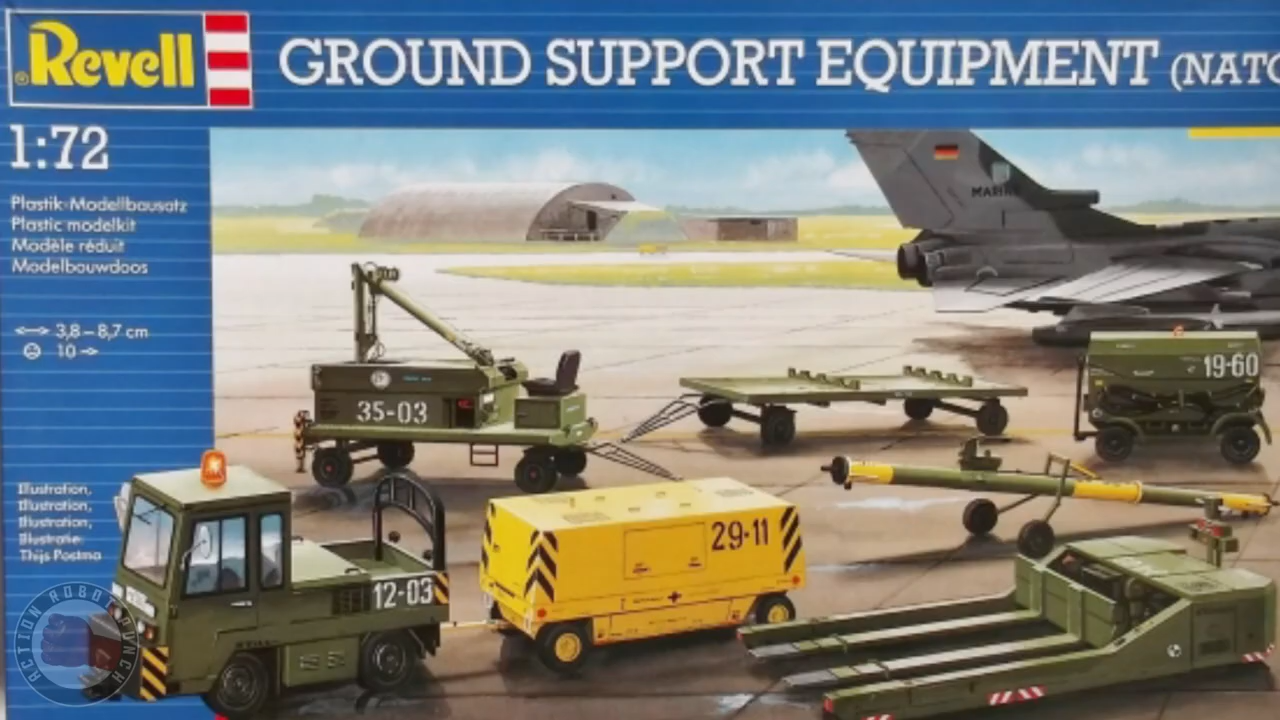 ®Revell
GROUND SUPPORT EQUIPMENT (NATO
1:72
Plastik-Modellbausatz
Plastic modelkit
Modèle réduit
Modelbouwdoos
3,8 – 8,7 cm
10
MARINE
19-60
35-03
29-11
12-03
Illustration,
Illustration,
Illustration,
Illustratie:
Thijs Postma
ACTION ROBOT PUNCH